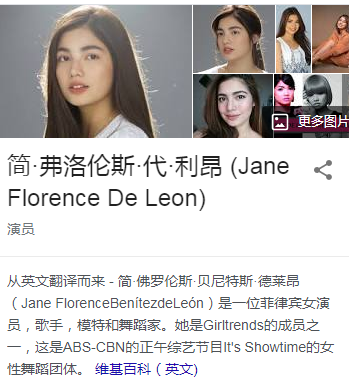 更多图片
简·弗洛伦斯·代·利昂 (Jane
Florence De Leon)
演员
从英文翻译而来 - 简·佛罗伦斯·贝尼特斯·德莱昂
（Jane FlorenceBenítezdeLeón）是一位菲律宾女演
员，歌手，模特和舞蹈家。她是Girltrends的成员之
一，这是ABS-CBN的正午综艺节目It's Showtime的女
性舞蹈团体。 维基百科（英文)